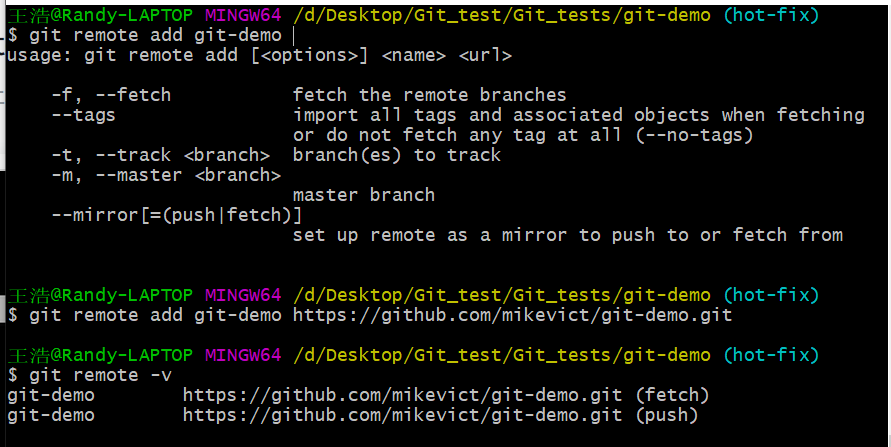 王浩@Randy-LAPTOP MINGW64 /d/Desktop/Git_test/Git_tests/git-demo (hot-fix)
$ git remote add git-demo
usage: git remote add [<options>] <name> <url>
-f, --fetch fetch the remote branches
--tags import all tags and associated objects when fetching
or do not fetch any tag at all (--no-tags)
-t, --track <branch> branch(es) to track
-m, --master <branch>
master branch
--mirror[=(push|fetch)]
set up remote as a mirror to push to or fetch from
王浩@Randy-LAPTOP MINGW64 /d/Desktop/Git_test/Git_tests/git-demo (hot-fix)
$ git remote add git-demo https://github.com/mikevict/git-demo.git
王浩@Randy-LAPTOP MINGW64 /d/Desktop/Git_test/Git_tests/git-demo (hot-fix)
$ git remote -v
git-demo https://github.com/mikevict/git-demo.git (fetch)
git-demo https://github.com/mikevict/git-demo.git (push)